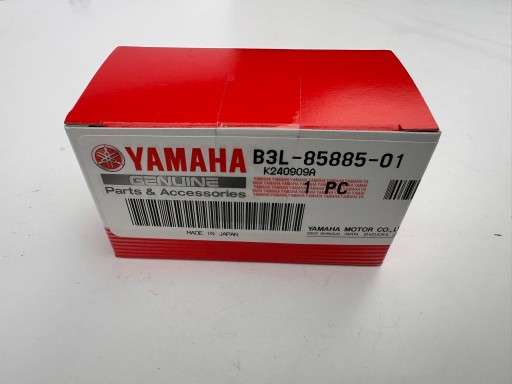 YAMAHA B3L-85885-01
GENUINE K240909A
Parts & Accessories 1 PC
MADE IN JAPAN
YAMAHA MOTOR CO.,L